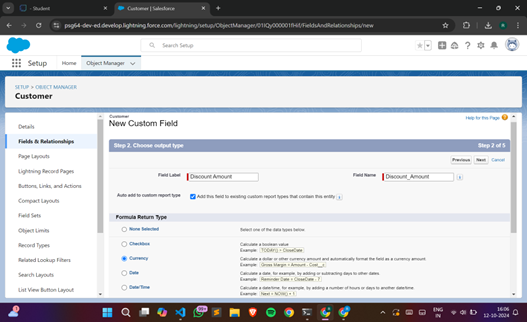 - Student
Customer | Salesforce
psg64-dev-ed.develop.lightning.force.com/lightning/setup/ObjectManager/01IQy000001fHif/FieldsAndRelationships/new
Search Setup
Setup
Home
Object Manager
SETUP > OBJECT MANAGER
Customer
Details
Fields & Relationships
Page Layouts
Lightning Record Pages
Buttons, Links, and Actions
Compact Layouts
Field Sets
Object Limits
Record Types
Related Lookup Filters
Search Layouts
List View Button Layout
Customer
New Custom Field
Help for this Page
Step 2. Choose output type
Step 2 of 5
Previous Next Cancel
Field Label Discount Amount
Field Name Discount_Amount
Auto add to custom report type Add this field to existing custom report types that contain this entity
Formula Return Type
None Selected Select one of the data types below
Checkbox Calculate a boolean value
Example: TODAY() > CloseDate
Currency Calculate a dollar or other currency amount and automatically format the field as a currency amount.
Example: Gross Margin = Amount - Cost__c
Date Calculate a date, for example, by adding or subtracting days to other dates.
Example: Reminder Date = CloseDate - 7
Date/Time Calculate a date/time, for example, by adding a number of hours or days to another date/time.
Example: Next = NOW() + 1
99+
ENG
IN
16:06
12-10-2024